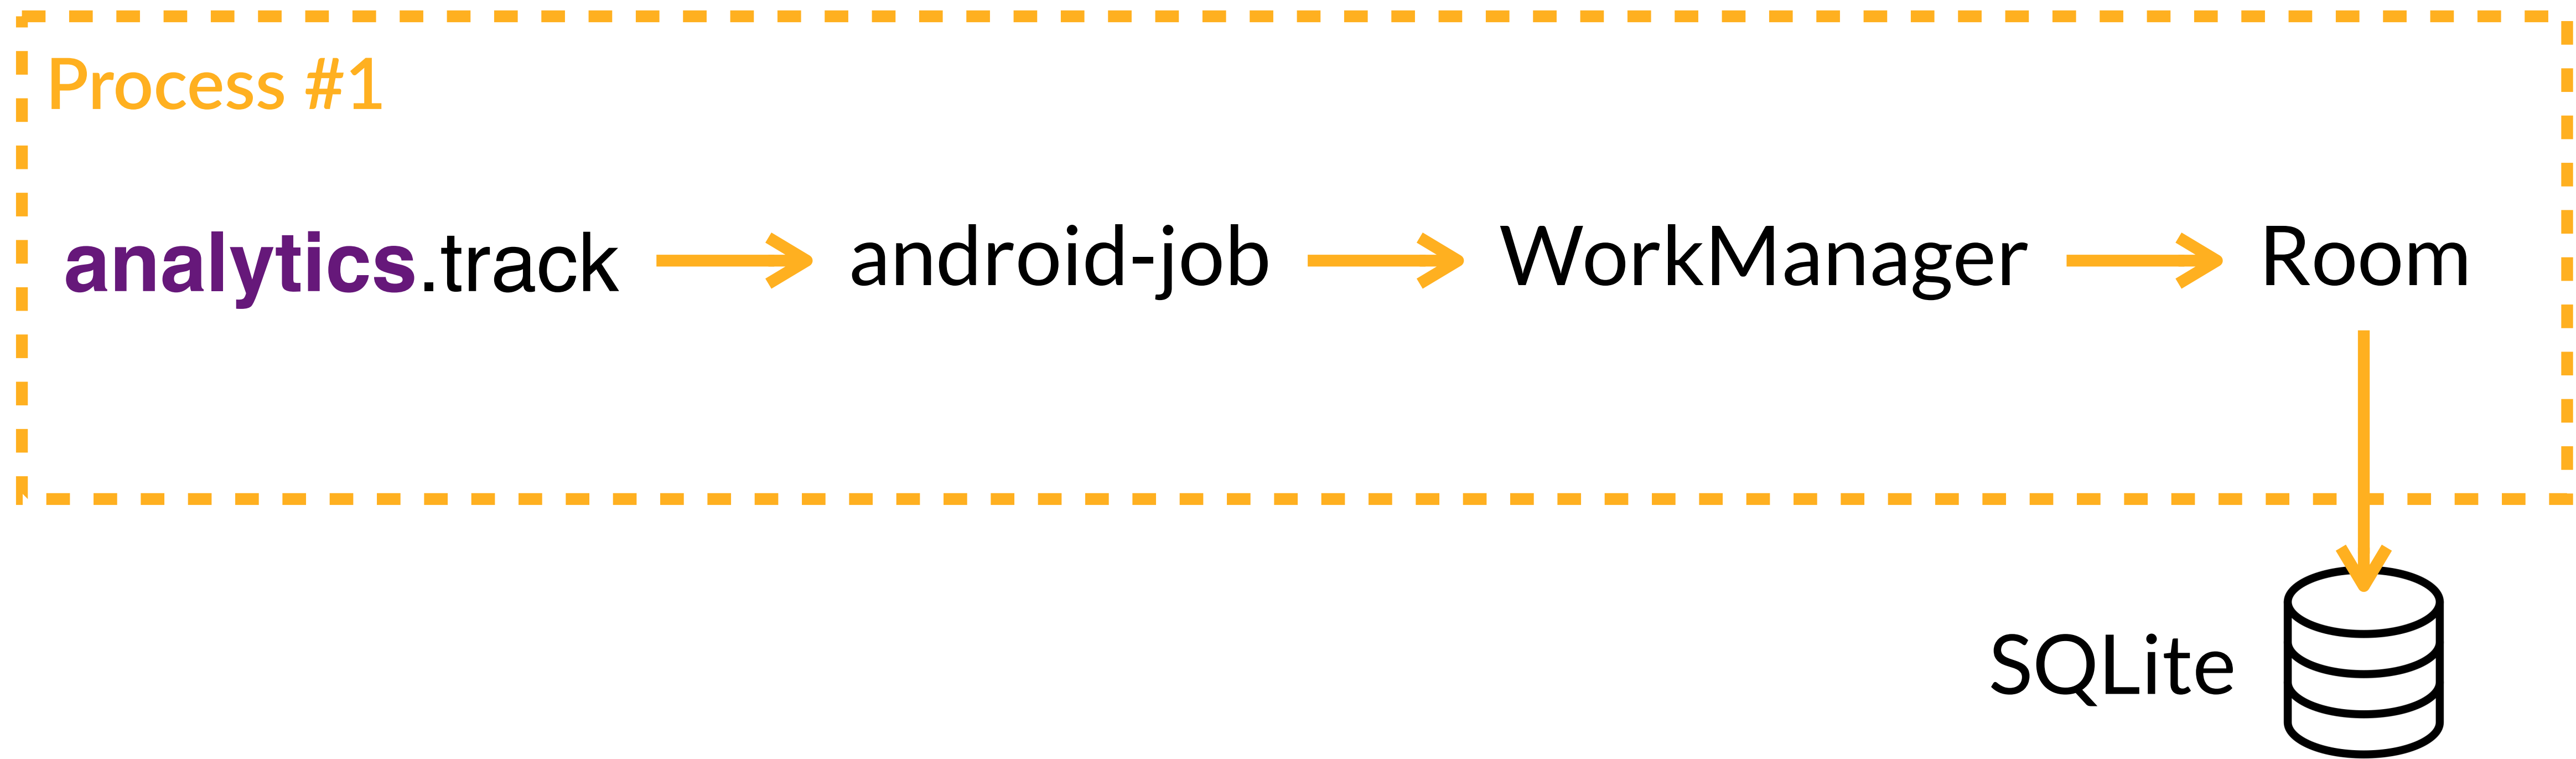 Process #1
analytics.track
android-job
WorkManager
Room
SQLite